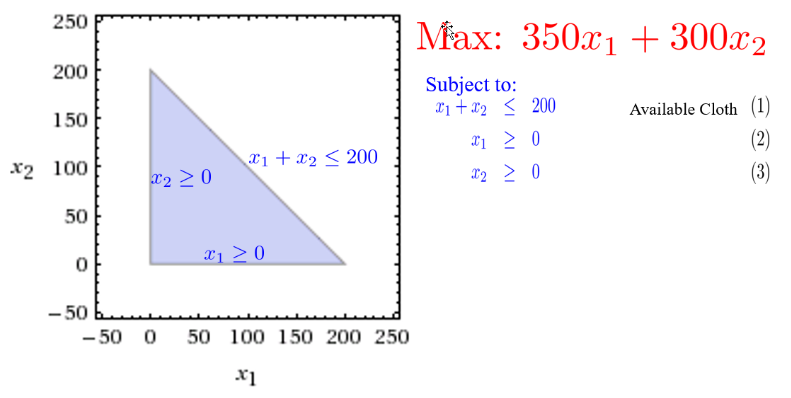 Max: 350x₁ + 300x₂
Subject to:
x₁ + x₂ ≤ 200 Available Cloth (1)
x₁ ≥ 0 (2)
x₂ ≥ 0 (3)
250
200
150
100
50
0
−50
x₂
x₁ + x₂ ≤ 200
x₂ ≥ 0
x₁ ≥ 0
−50 0 50 100 150 200 250
x₁